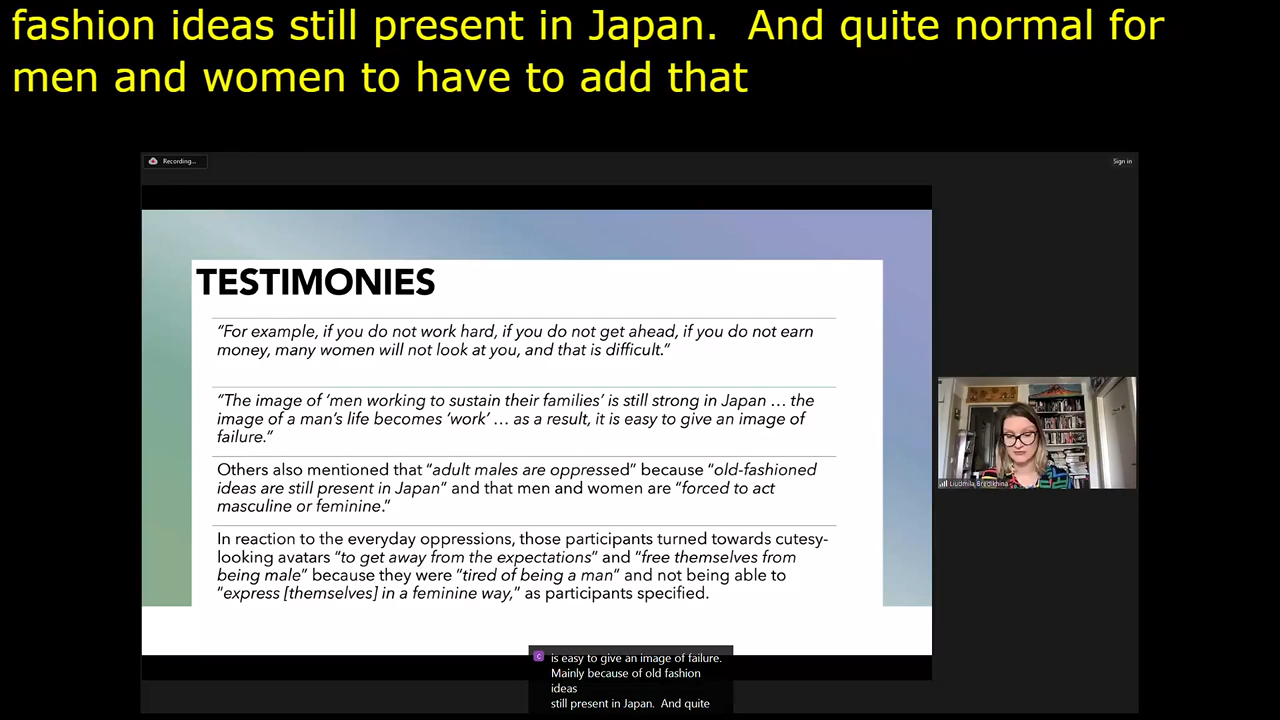 fashion ideas still present in Japan.  And quite normal for
men and women to have to add that
Recording...
Sign in
TESTIMONIES
“For example, if you do not work hard, if you do not get ahead, if you do not earn
money, many women will not look at you, and that is difficult.”
“The image of ‘men working to sustain their families’ is still strong in Japan … the
image of a man’s life becomes ‘work’ … as a result, it is easy to give an image of
failure.”
Others also mentioned that “adult males are oppressed” because “old-fashioned
ideas are still present in Japan” and that men and women are “forced to act
masculine or feminine.”
In reaction to the everyday oppressions, those participants turned towards cutesy-
looking avatars “to get away from the expectations” and “free themselves from
being male” because they were “tired of being a man” and not being able to
“express [themselves] in a feminine way,” as participants specified.
Liudmila Bredikhina
C
is easy to give an image of failure.
Mainly because of old fashion
ideas
still present in Japan.  And quite